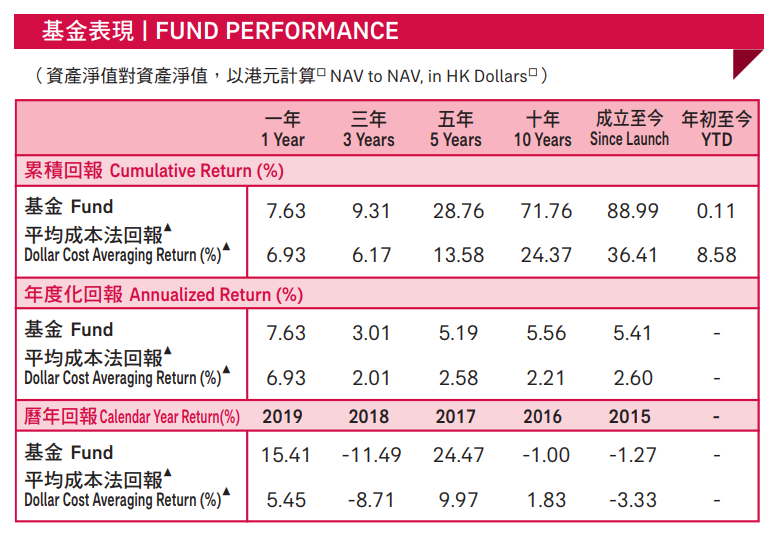 基金表現 | FUND PERFORMANCE
（資產淨值對資產淨值，以港元計算□ NAV to NAV, in HK Dollars□）
一年 三年 五年 十年 成立至今 年初至今
1 Year 3 Years 5 Years 10 Years Since Launch YTD
累積回報 Cumulative Return (%)
基金 Fund 7.63 9.31 28.76 71.76 88.99 0.11
平均成本法回報▲
Dollar Cost Averaging Return (%)▲ 6.93 6.17 13.58 24.37 36.41 8.58
年度化回報 Annualized Return (%)
基金 Fund 7.63 3.01 5.19 5.56 5.41 -
平均成本法回報▲
Dollar Cost Averaging Return (%)▲ 6.93 2.01 2.58 2.21 2.60 -
曆年回報 Calendar Year Return(%) 2019 2018 2017 2016 2015 -
基金 Fund 15.41 -11.49 24.47 -1.00 -1.27 -
平均成本法回報▲
Dollar Cost Averaging Return (%)▲ 5.45 -8.71 9.97 1.83 -3.33 -